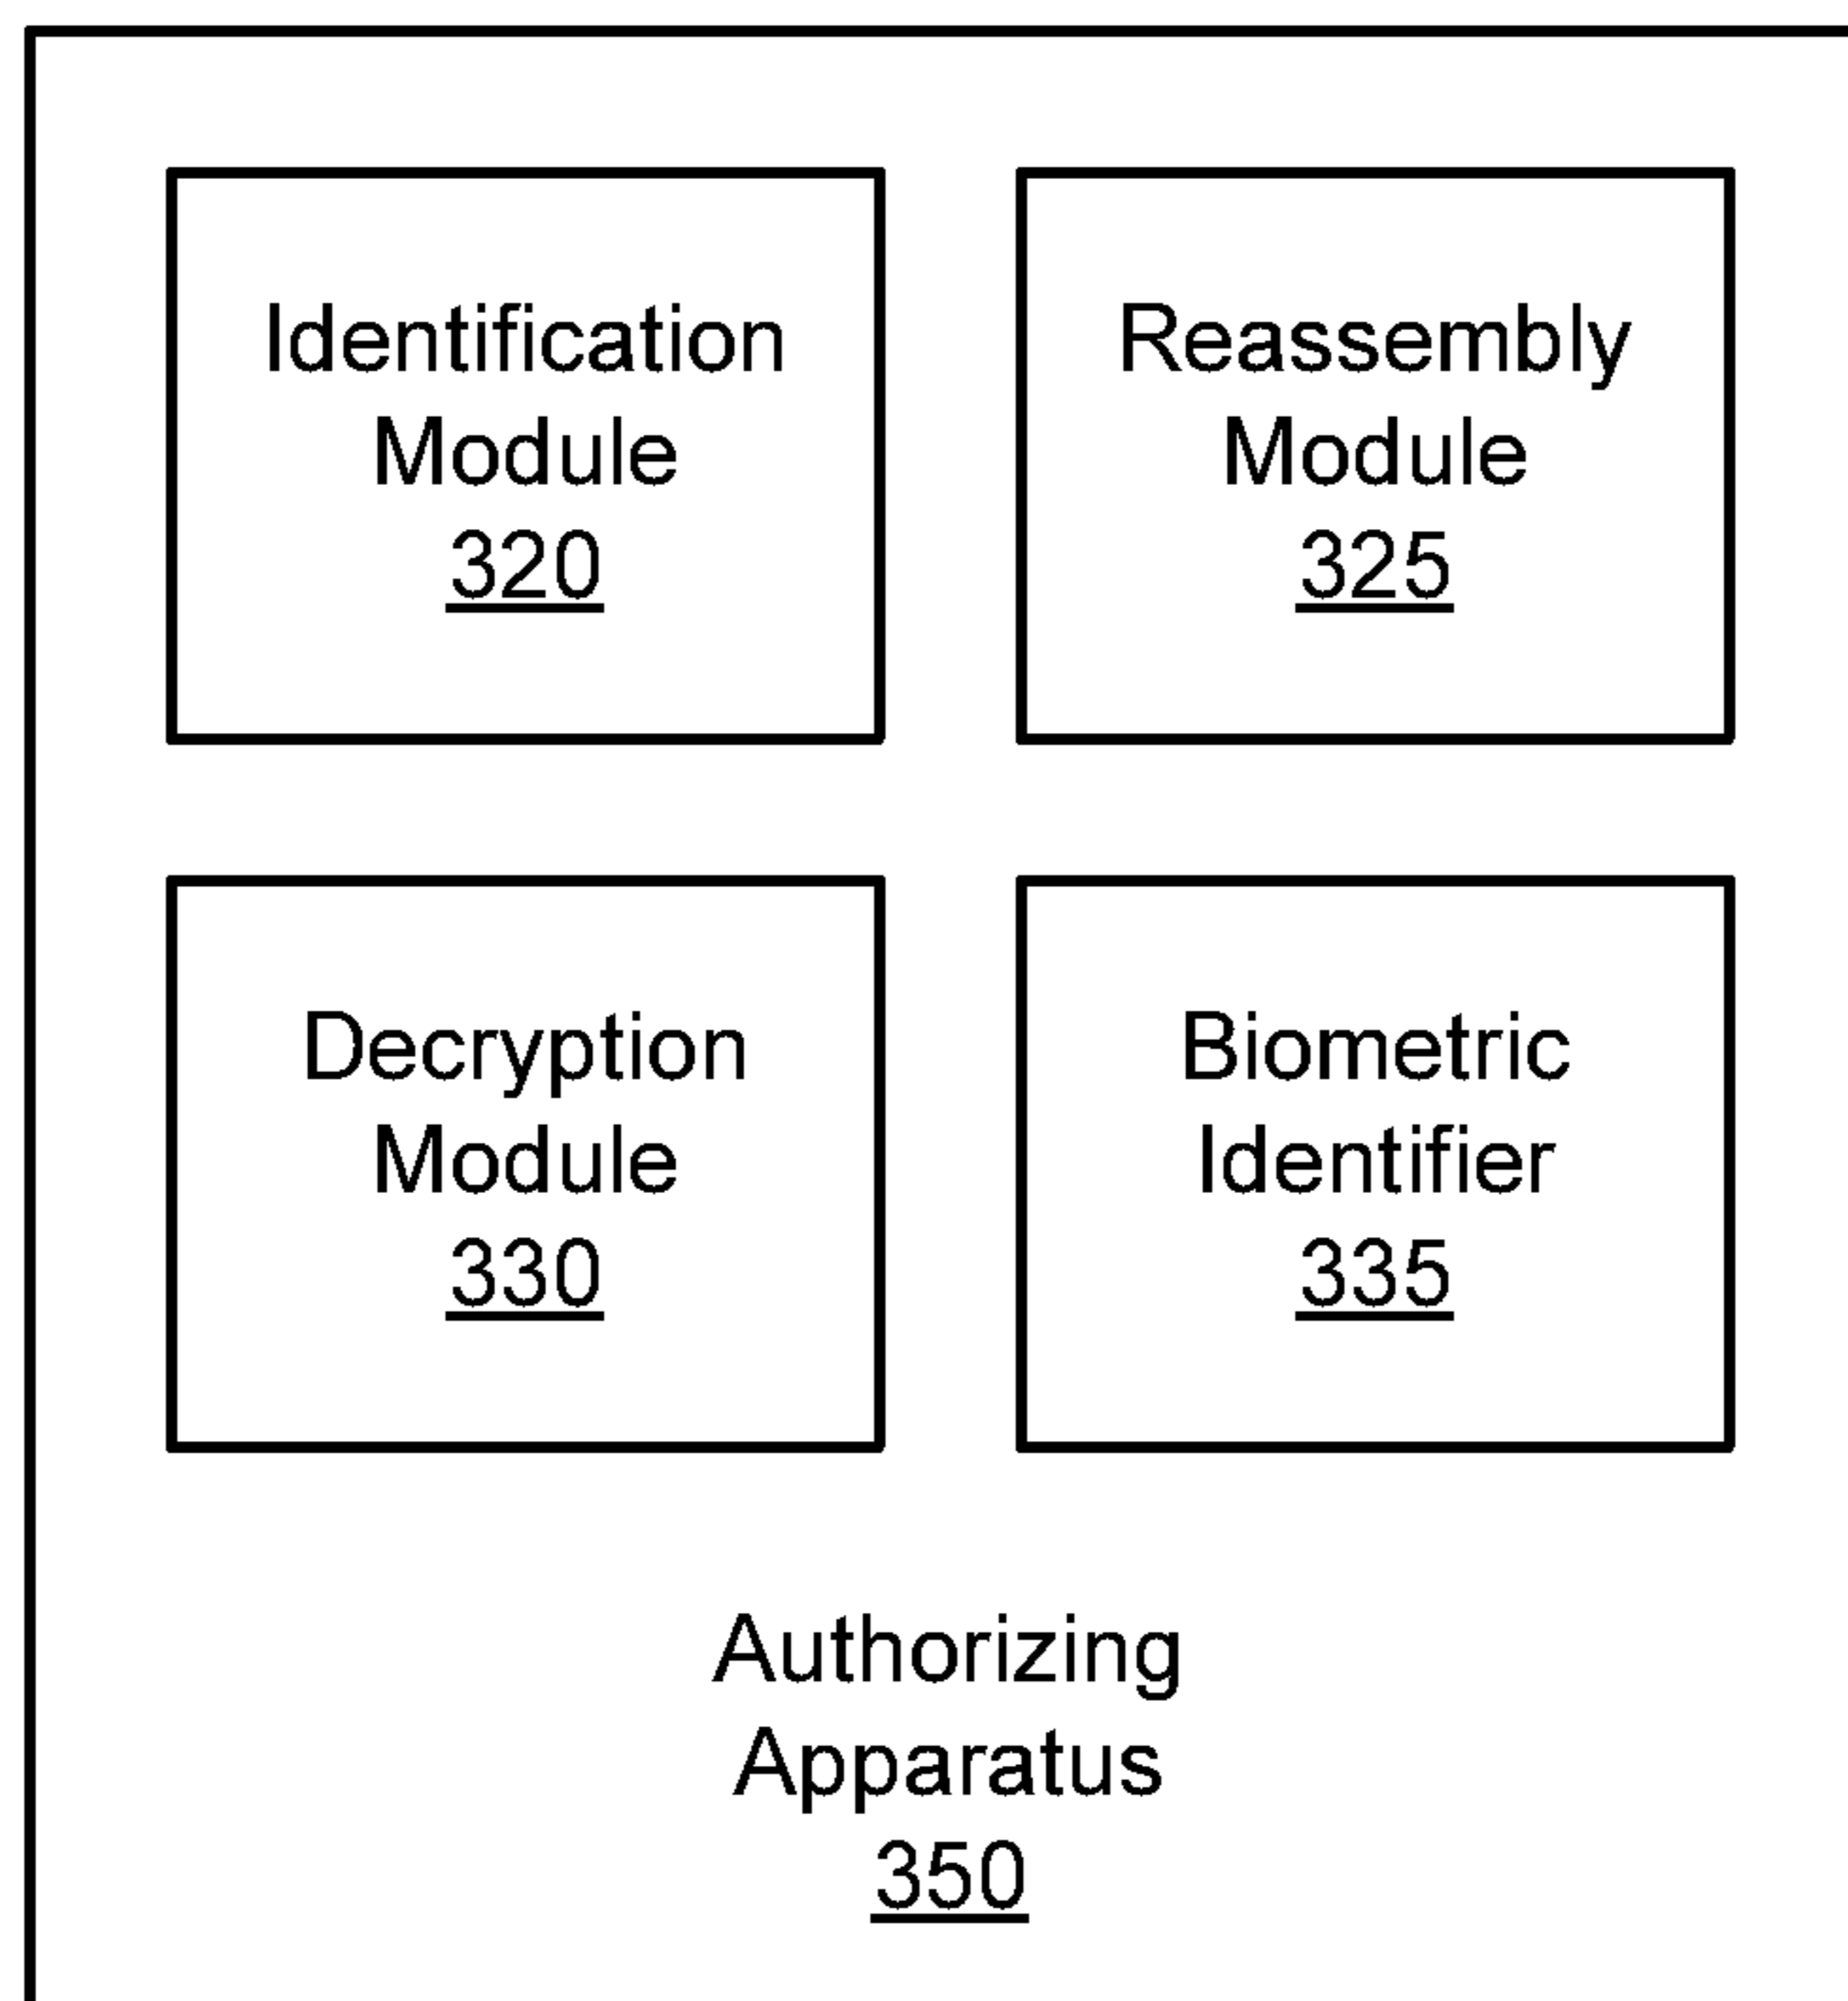 Identification
Module
320
Reassembly
Module
325
Decryption
Module
330
Biometric
Identifier
335
Authorizing
Apparatus
350